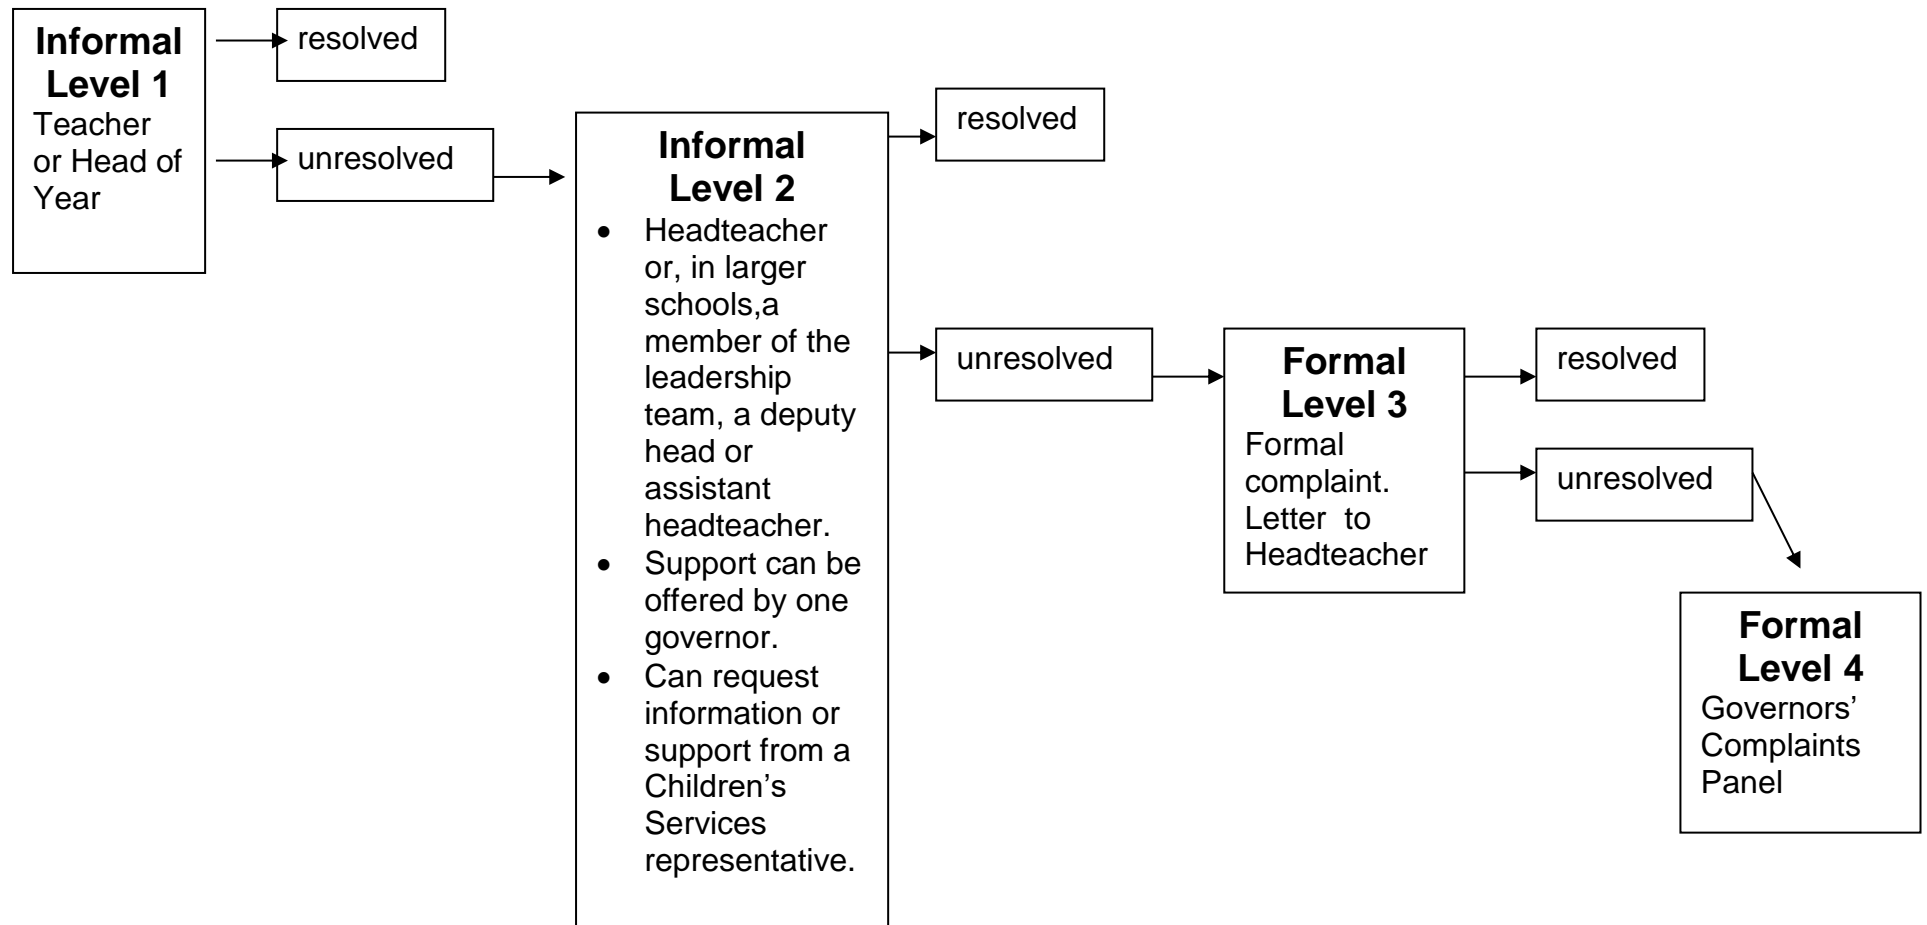 Informal
Level 1
Teacher
or Head of
Year
resolved
unresolved
Informal
Level 2
• Headteacher
or, in larger
schools,a
member of the
leadership
team, a deputy
head or
assistant
headteacher.
• Support can be
offered by one
governor.
• Can request
information or
support from a
Children’s
Services
representative.
resolved
unresolved
Formal
Level 3
Formal
complaint.
Letter to
Headteacher
resolved
unresolved
Formal
Level 4
Governors’
Complaints
Panel